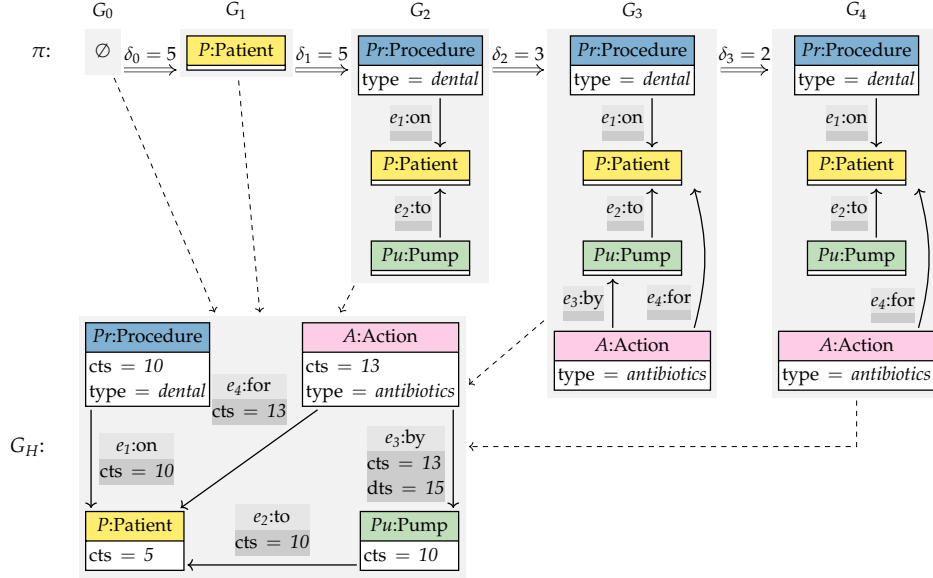 G₀ G₁ G₂ G₃ G₄
π: ∅ δ₀ = 5 P:Patient δ₁ = 5 Pr:Procedure δ₂ = 3 Pr:Procedure δ₃ = 2 Pr:Procedure
type = dental type = dental type = dental
e₁:on e₁:on e₁:on
P:Patient P:Patient P:Patient
e₂:to e₂:to e₂:to
Pu:Pump Pu:Pump Pu:Pump
e₃:by e₄:for e₄:for
Pr:Procedure A:Action A:Action A:Action
cts = 10 cts = 13 type = antibiotics type = antibiotics
type = dental type = antibiotics
e₄:for
cts = 13
G_H: e₁:on e₃:by
cts = 10 cts = 13
dts = 15
P:Patient e₂:to Pu:Pump
cts = 5 cts = 10 cts = 10